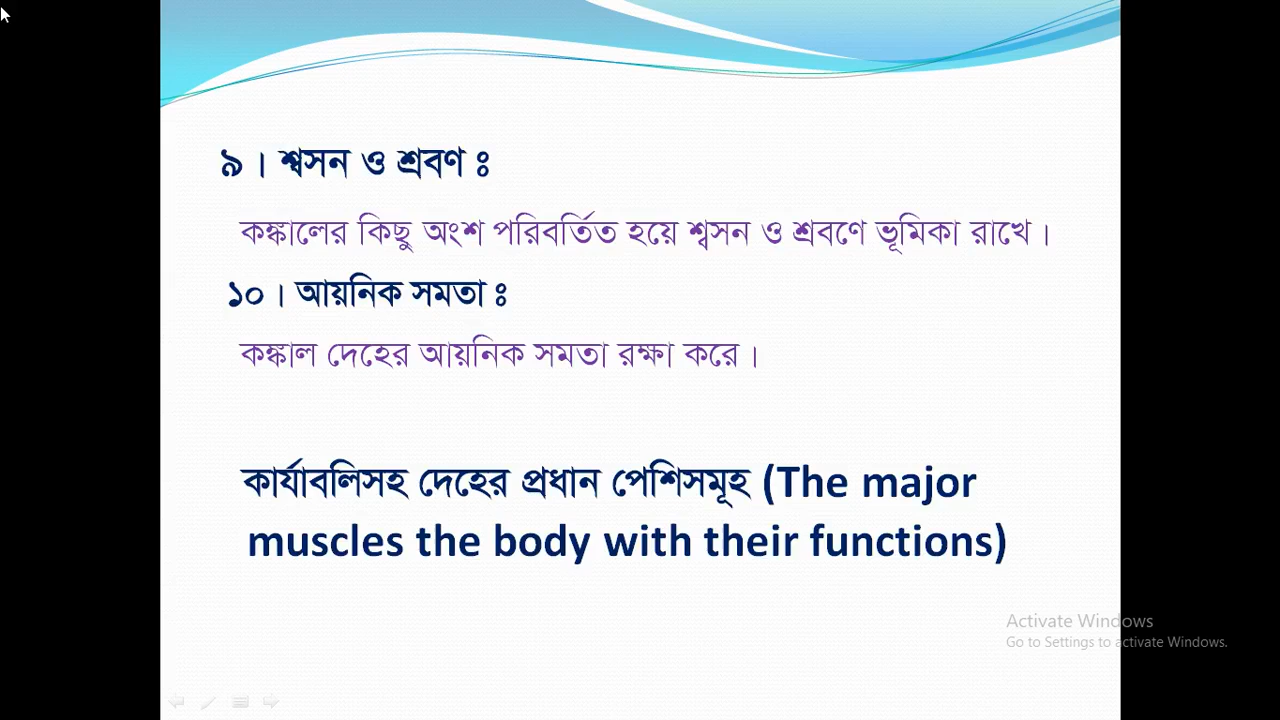 ৯। শ্বসন ও শ্রবণ ঃ
কঙ্কালের কিছু অংশ পরিবর্তিত হয়ে শ্বসন ও শ্রবণে ভূমিকা রাখে।
১০। আয়নিক সমতা ঃ
কঙ্কাল দেহের আয়নিক সমতা রক্ষা করে।
কার্যাবলিসহ দেহের প্রধান পেশিসমূহ (The major
muscles the body with their functions)
Activate Windows
Go to Settings to activate Windows.